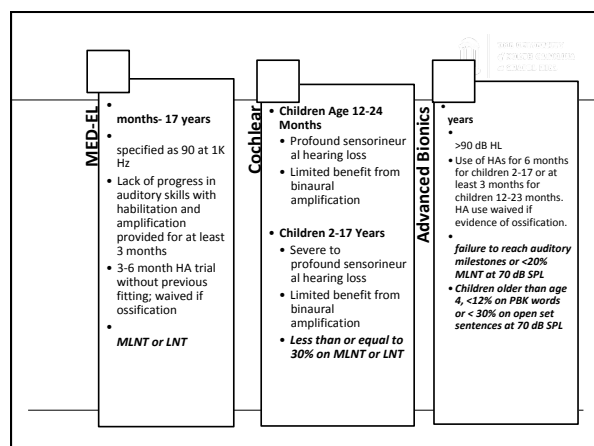 MED-EL
•
months- 17 years
•
specified as 90 at 1K
Hz
• Lack of progress in
auditory skills with
habilitation and
amplification
provided for at least
3 months
• 3-6 month HA trial
without previous
fitting; waived if
ossification
•
MLNT or LNT
Cochlear
• Children Age 12-24
Months
• Profound sensorineur
al hearing loss
• Limited benefit from
binaural
amplification
• Children 2-17 Years
• Severe to
profound sensorineur
al hearing loss
• Limited benefit from
binaural
amplification
• Less than or equal to
30% on MLNT or LNT
Advanced Bionics
•
years
•
>90 dB HL
• Use of HAs for 6 months
for children 2-17 or at
least 3 months for
children 12-23 months.
HA use waived if
evidence of ossification.
•
failure to reach auditory
milestones or <20%
MLNT at 70 dB SPL
• Children older than age
4, <12% on PBK words
or < 30% on open set
sentences at 70 dB SPL